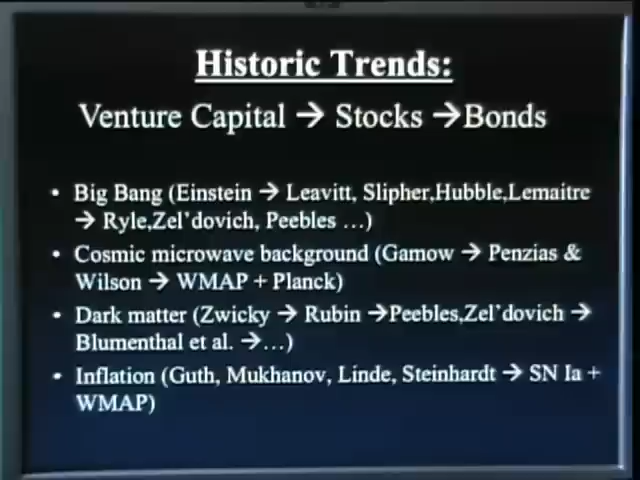 Historic Trends:
Venture Capital → Stocks →Bonds
• Big Bang (Einstein → Leavitt, Slipher,Hubble,Lemaitre
→ Ryle,Zel’dovich, Peebles …)
• Cosmic microwave background (Gamow → Penzias &
Wilson → WMAP + Planck)
• Dark matter (Zwicky → Rubin →Peebles,Zel’dovich →
Blumenthal et al. →…)
• Inflation (Guth, Mukhanov, Linde, Steinhardt → SN Ia +
WMAP)